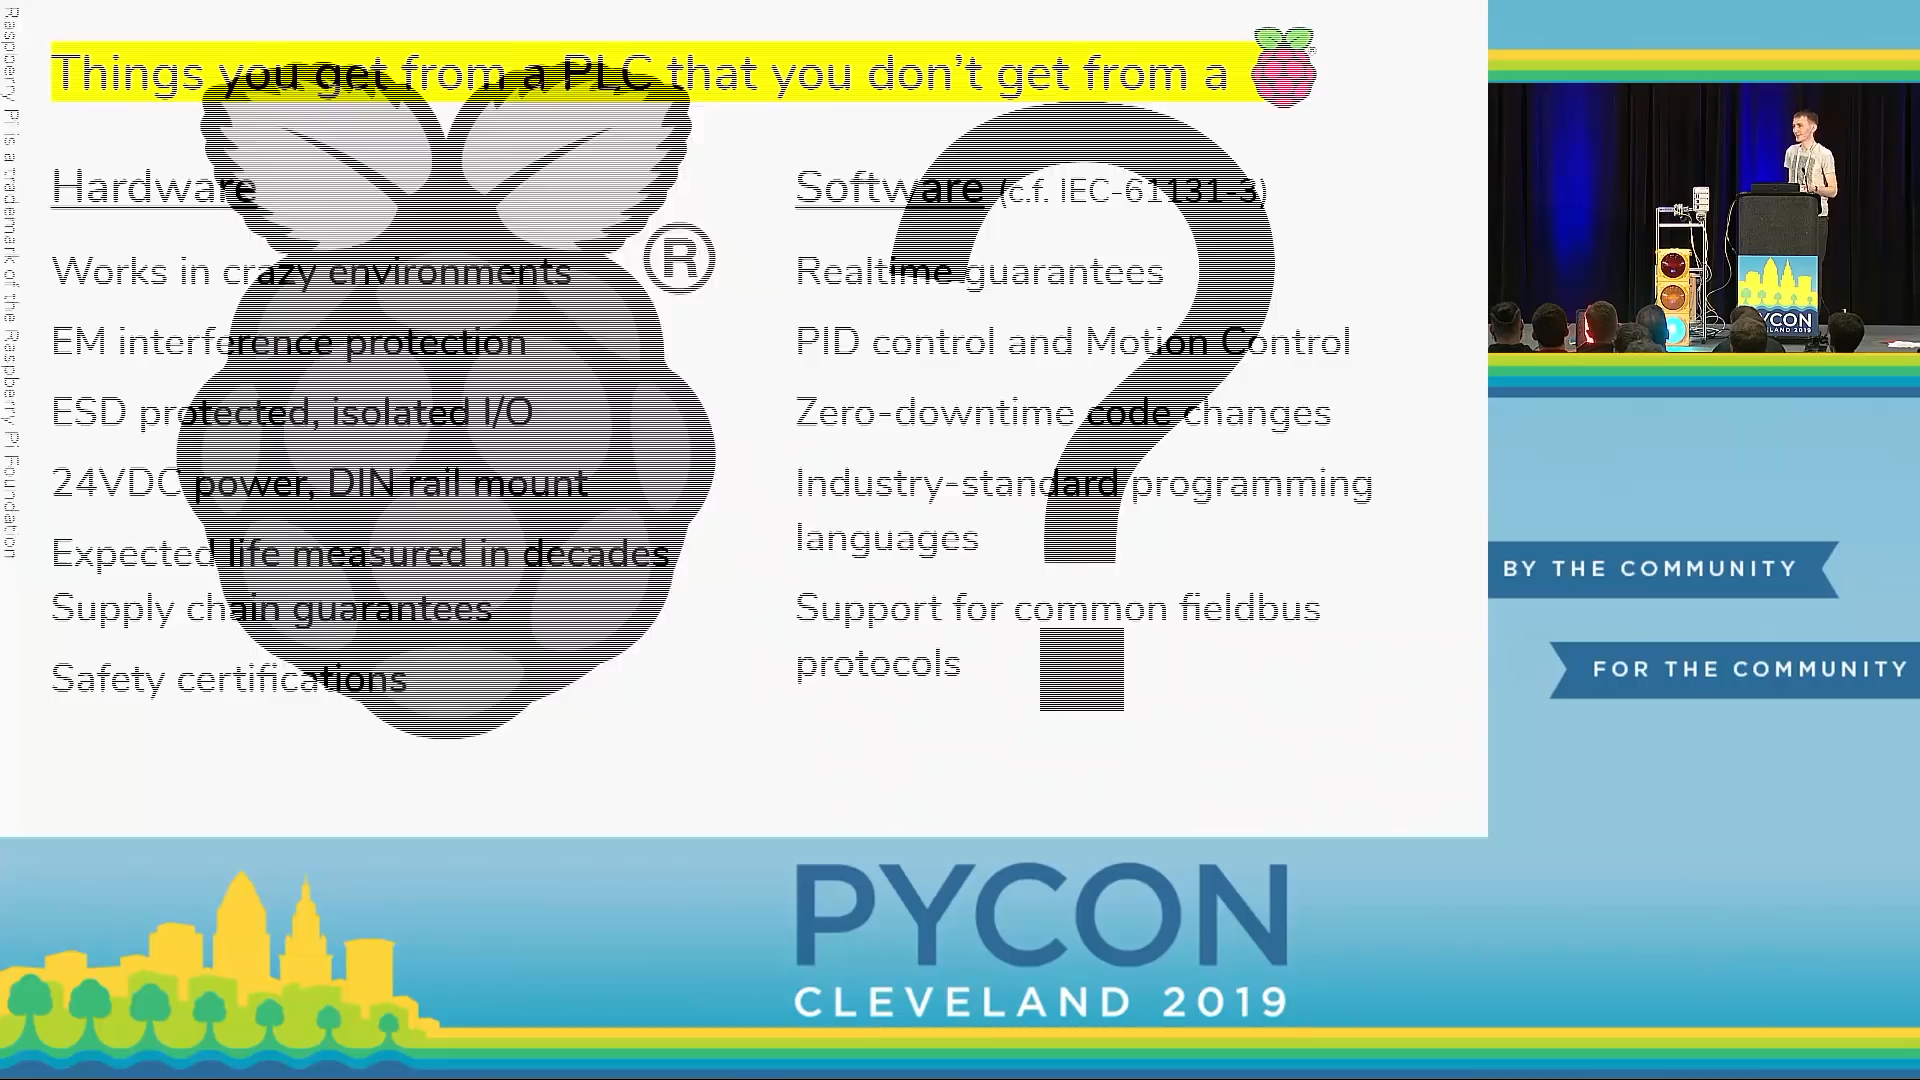 Raspberry Pi is a trademark of the Raspberry Pi Foundation
Things you get from a PLC that you don't get from a
Hardware
Works in crazy environments
EM interference protection
ESD protected, isolated I/O
24VDC power, DIN rail mount
Expected life measured in decades
Supply chain guarantees
Safety certifications
®
Software (c.f. IEC-61131-3)
Realtime guarantees
PID control and Motion Control
Zero-downtime code changes
Industry-standard programming
languages
Support for common fieldbus
protocols
?
BY THE COMMUNITY
FOR THE COMMUNITY
PYCON
CLEVELAND 2019